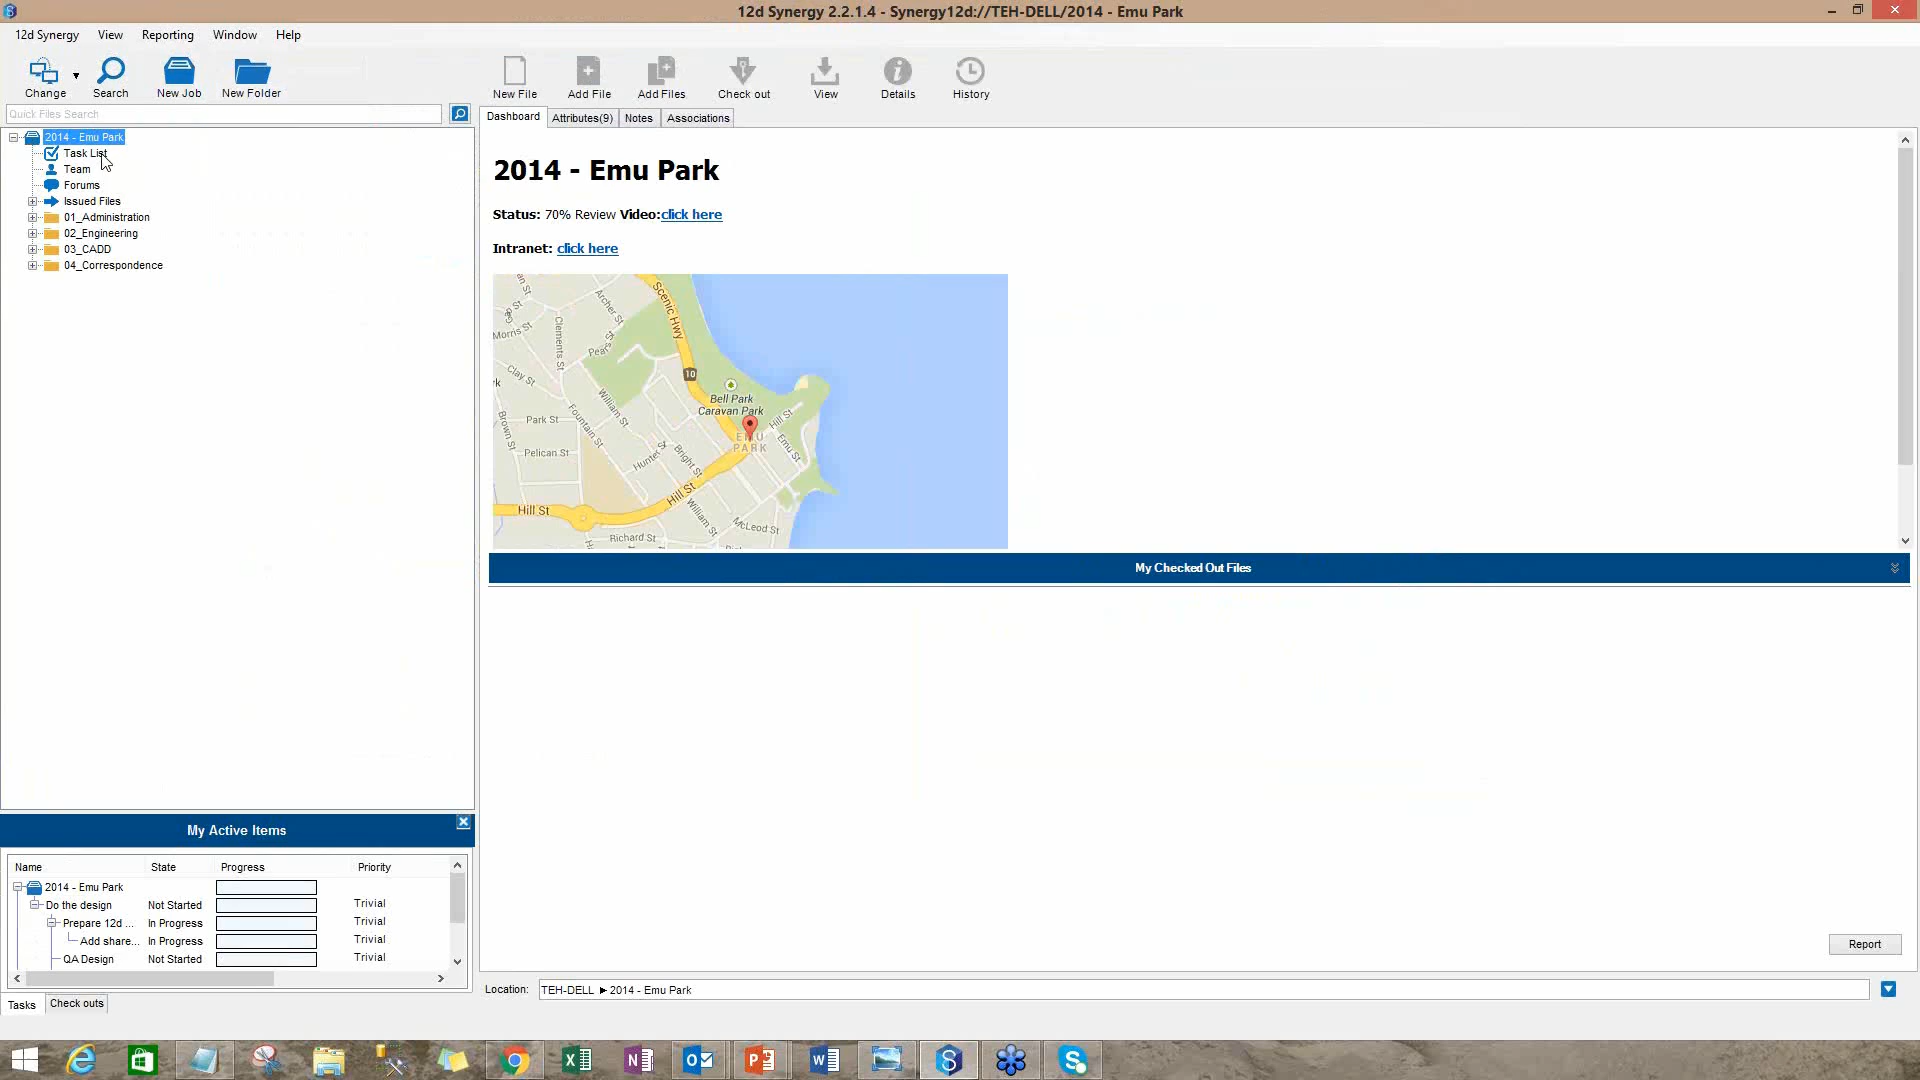 12d Synergy 2.2.1.4 - Synergy12d://TEH-DELL/2014 - Emu Park
12d Synergy View Reporting Window Help
Change Search New Job New Folder New File Add File Add Files Check out View Details History
Quick Files Search
Dashboard Attributes(9) Notes Associations
2014 - Emu Park
Task List
Team
Forums
Issued Files
01_Administration
02_Engineering
03_CADD
04_Correspondence
2014 - Emu Park
Status: 70% Review Video:click here
Intranet: click here
Scenic Hwy
Archer St
Morris St
Clements St
Pears St
10
Clay St
William St
Bell Park
Caravan Park
Hill St
Brown St
Park St
Fountain St
EMU
PARK
Emu St
Pelican St
Hunter St
Bright St
Hill St
Hill St
William St
McLeod St
Richard St
My Checked Out Files
My Active Items
Name State Progress Priority
2014 - Emu Park
Do the design Not Started Trivial
Prepare 12d ... In Progress Trivial
Add share... In Progress Trivial
QA Design Not Started Trivial
Tasks Check outs
Report
Location: TEH-DELL ▶ 2014 - Emu Park